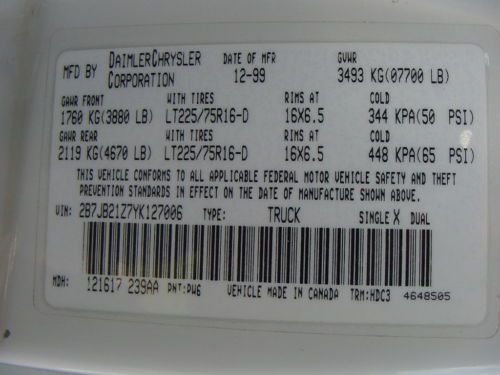 MFD BY DAIMLERCHRYSLER CORPORATION DATE OF MFR 12-99 GVWR 3493 KG(07700 LB)
GAWR FRONT WITH TIRES RIMS AT COLD
1760 KG(3880 LB) LT225/75R16-D 16X6.5 344 KPA(50 PSI)
GAWR REAR WITH TIRES RIMS AT COLD
2119 KG(4670 LB) LT225/75R16-D 16X6.5 448 KPA(65 PSI)
THIS VEHICLE CONFORMS TO ALL APPLICABLE FEDERAL MOTOR VEHICLE SAFETY AND THEFT
PREVENTION STANDARDS IN EFFECT ON THE DATE OF MANUFACTURE SHOWN ABOVE.
VIN: 2B7JB21Z7YK127006 TYPE: TRUCK SINGLE X DUAL
MDH: 121617 239AA PNT:PW6 VEHICLE MADE IN CANADA TRM:HDC3 4648505